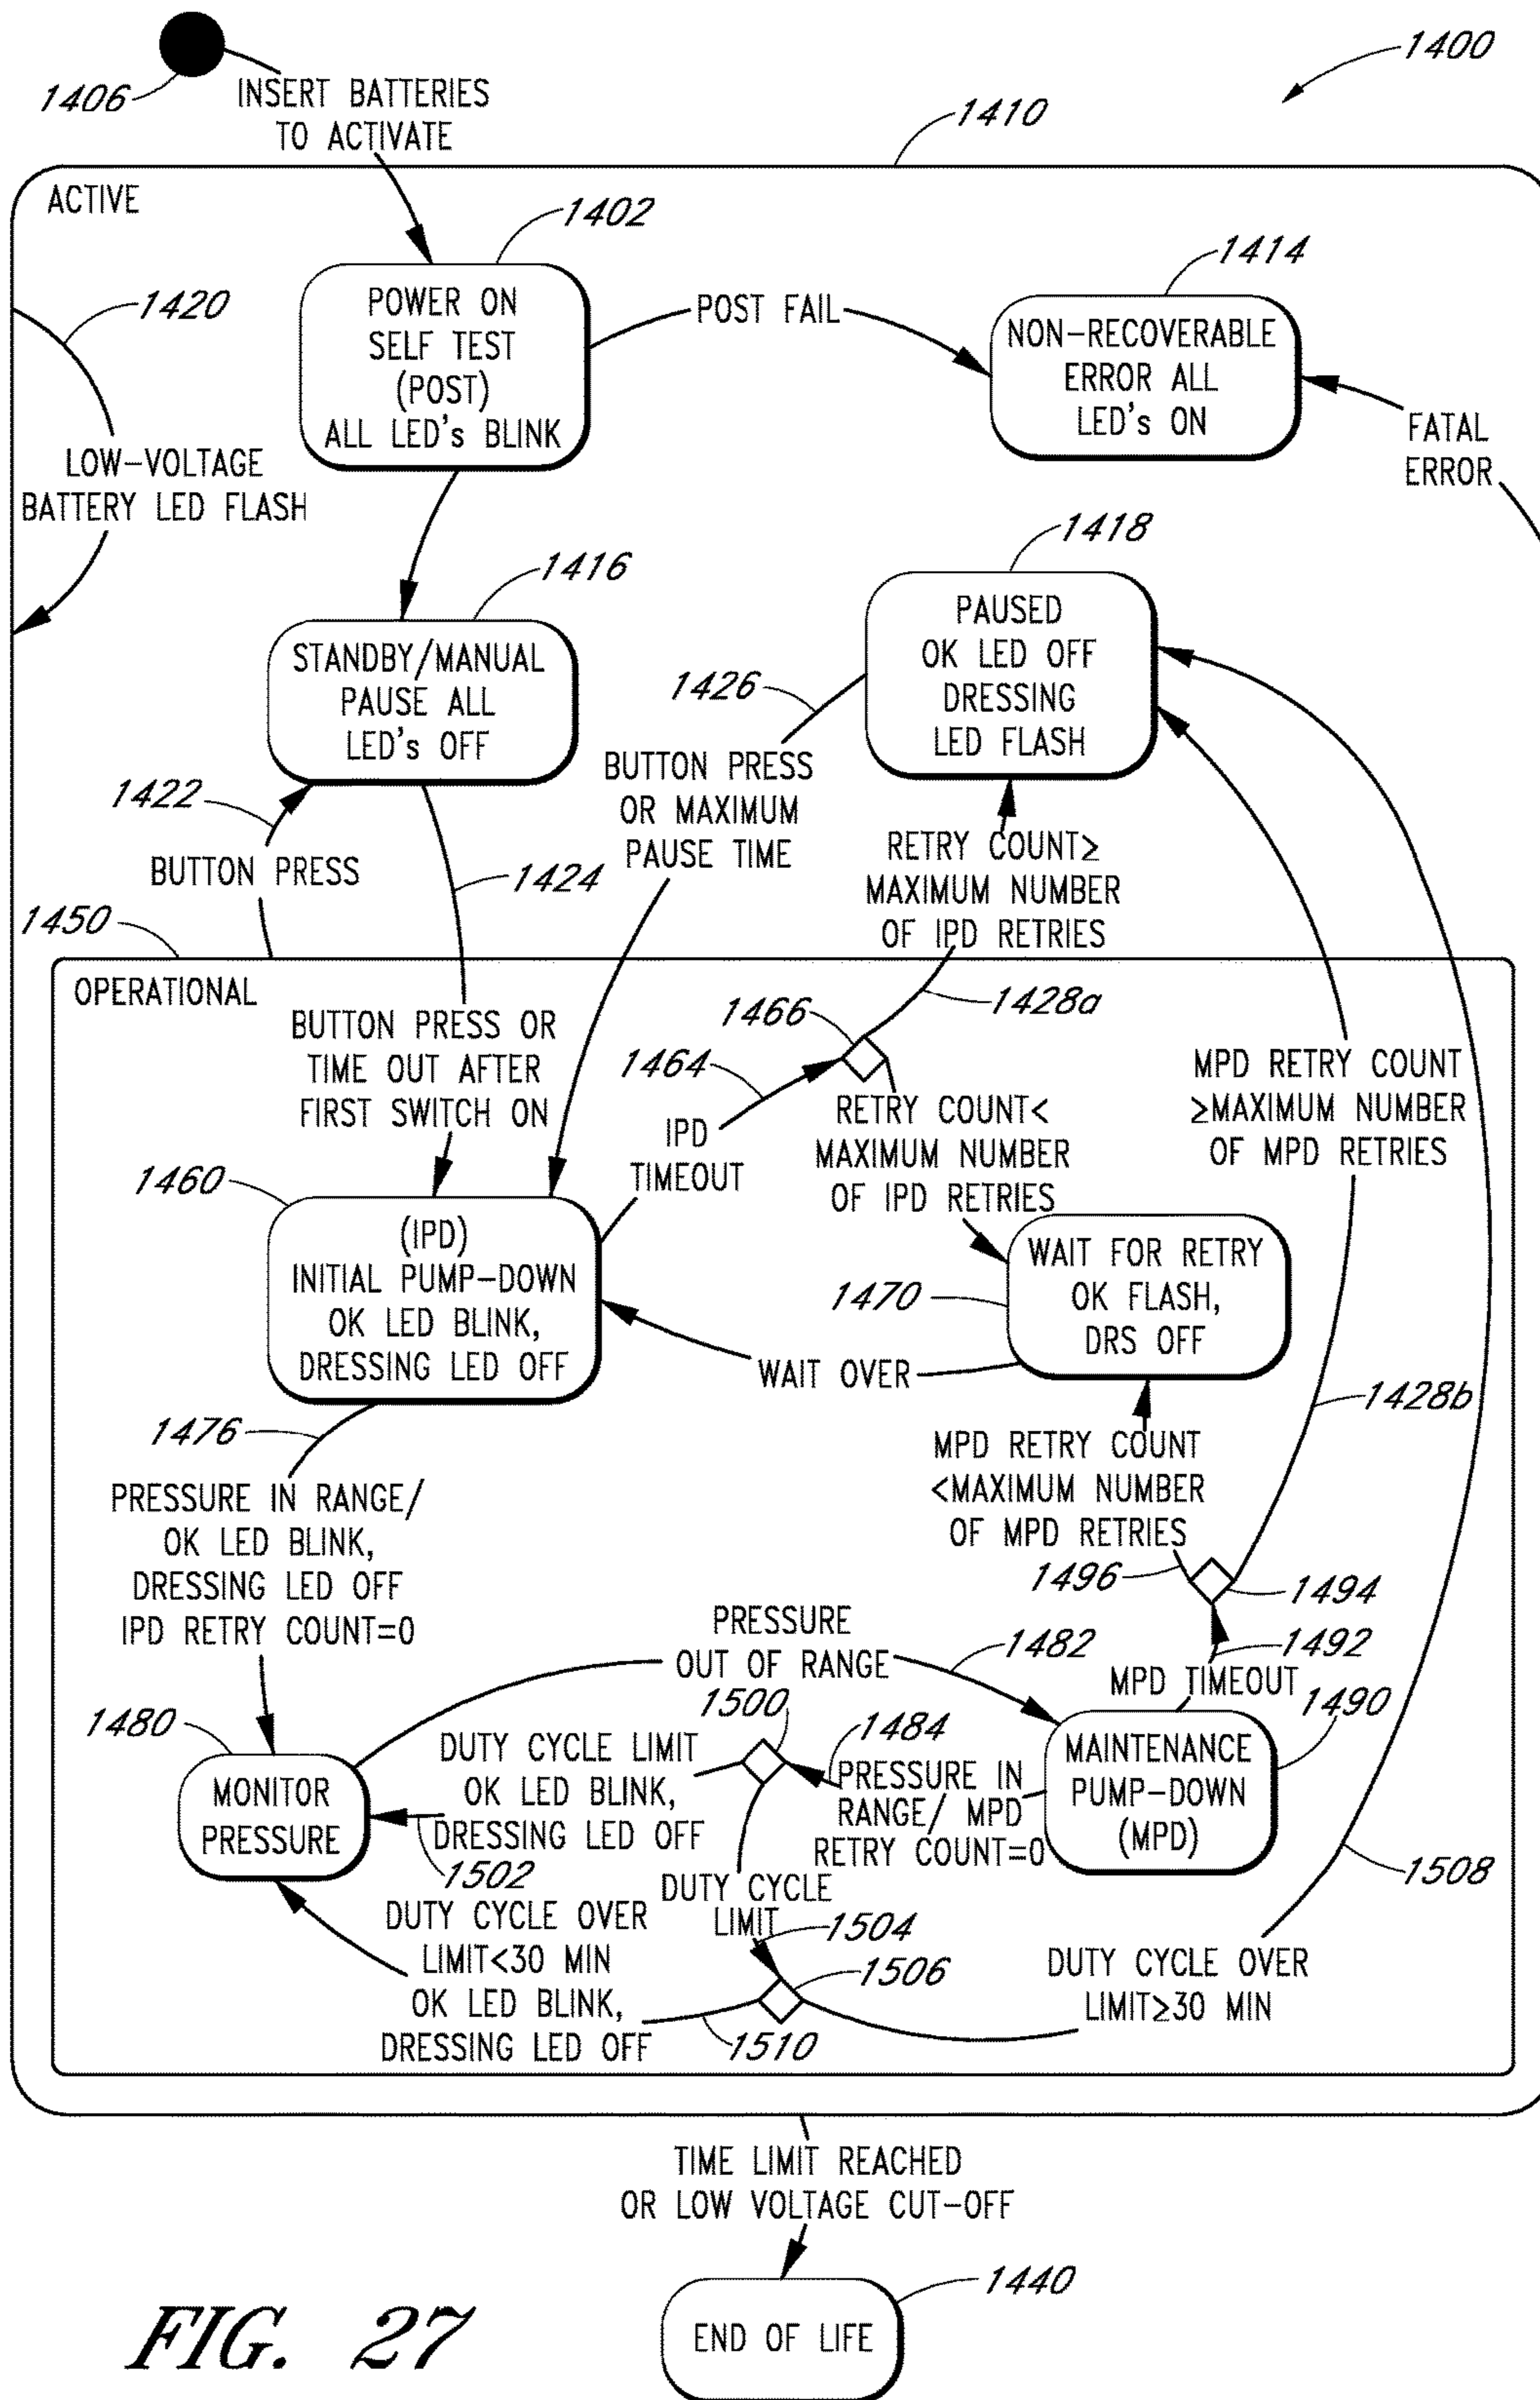 1400
1406
INSERT BATTERIES
TO ACTIVATE
1410
ACTIVE
1402
POWER ON
SELF TEST
(POST)
ALL LED's BLINK
POST FAIL
1414
NON-RECOVERABLE
ERROR ALL
LED's ON
FATAL
ERROR
1420
LOW-VOLTAGE
BATTERY LED FLASH
1416
STANDBY/MANUAL
PAUSE ALL
LED's OFF
1418
PAUSED
OK LED OFF
DRESSING
LED FLASH
1426
BUTTON PRESS
OR MAXIMUM
PAUSE TIME
1422
BUTTON PRESS
1424
RETRY COUNT≥
MAXIMUM NUMBER
OF IPD RETRIES
1450
OPERATIONAL
BUTTON PRESS OR
TIME OUT AFTER
FIRST SWITCH ON
1466
1428a
1464
IPD
TIMEOUT
RETRY COUNT<
MAXIMUM NUMBER
OF IPD RETRIES
MPD RETRY COUNT
≥MAXIMUM NUMBER
OF MPD RETRIES
1460
(IPD)
INITIAL PUMP-DOWN
OK LED BLINK,
DRESSING LED OFF
1470
WAIT FOR RETRY
OK FLASH,
DRS OFF
WAIT OVER
1428b
1476
PRESSURE IN RANGE/
OK LED BLINK,
DRESSING LED OFF
IPD RETRY COUNT=0
MPD RETRY COUNT
<MAXIMUM NUMBER
OF MPD RETRIES
1496
1494
1492
MPD TIMEOUT
PRESSURE
OUT OF RANGE
1482
1490
MAINTENANCE
PUMP-DOWN
(MPD)
1480
MONITOR
PRESSURE
1500
1484
DUTY CYCLE LIMIT
OK LED BLINK,
DRESSING LED OFF
PRESSURE IN
RANGE/ MPD
RETRY COUNT=0
1502
DUTY CYCLE
LIMIT
1504
1508
DUTY CYCLE OVER
LIMIT<30 MIN
OK LED BLINK,
DRESSING LED OFF
1506
1510
DUTY CYCLE OVER
LIMIT≥30 MIN
TIME LIMIT REACHED
OR LOW VOLTAGE CUT-OFF
1440
END OF LIFE
FIG. 27